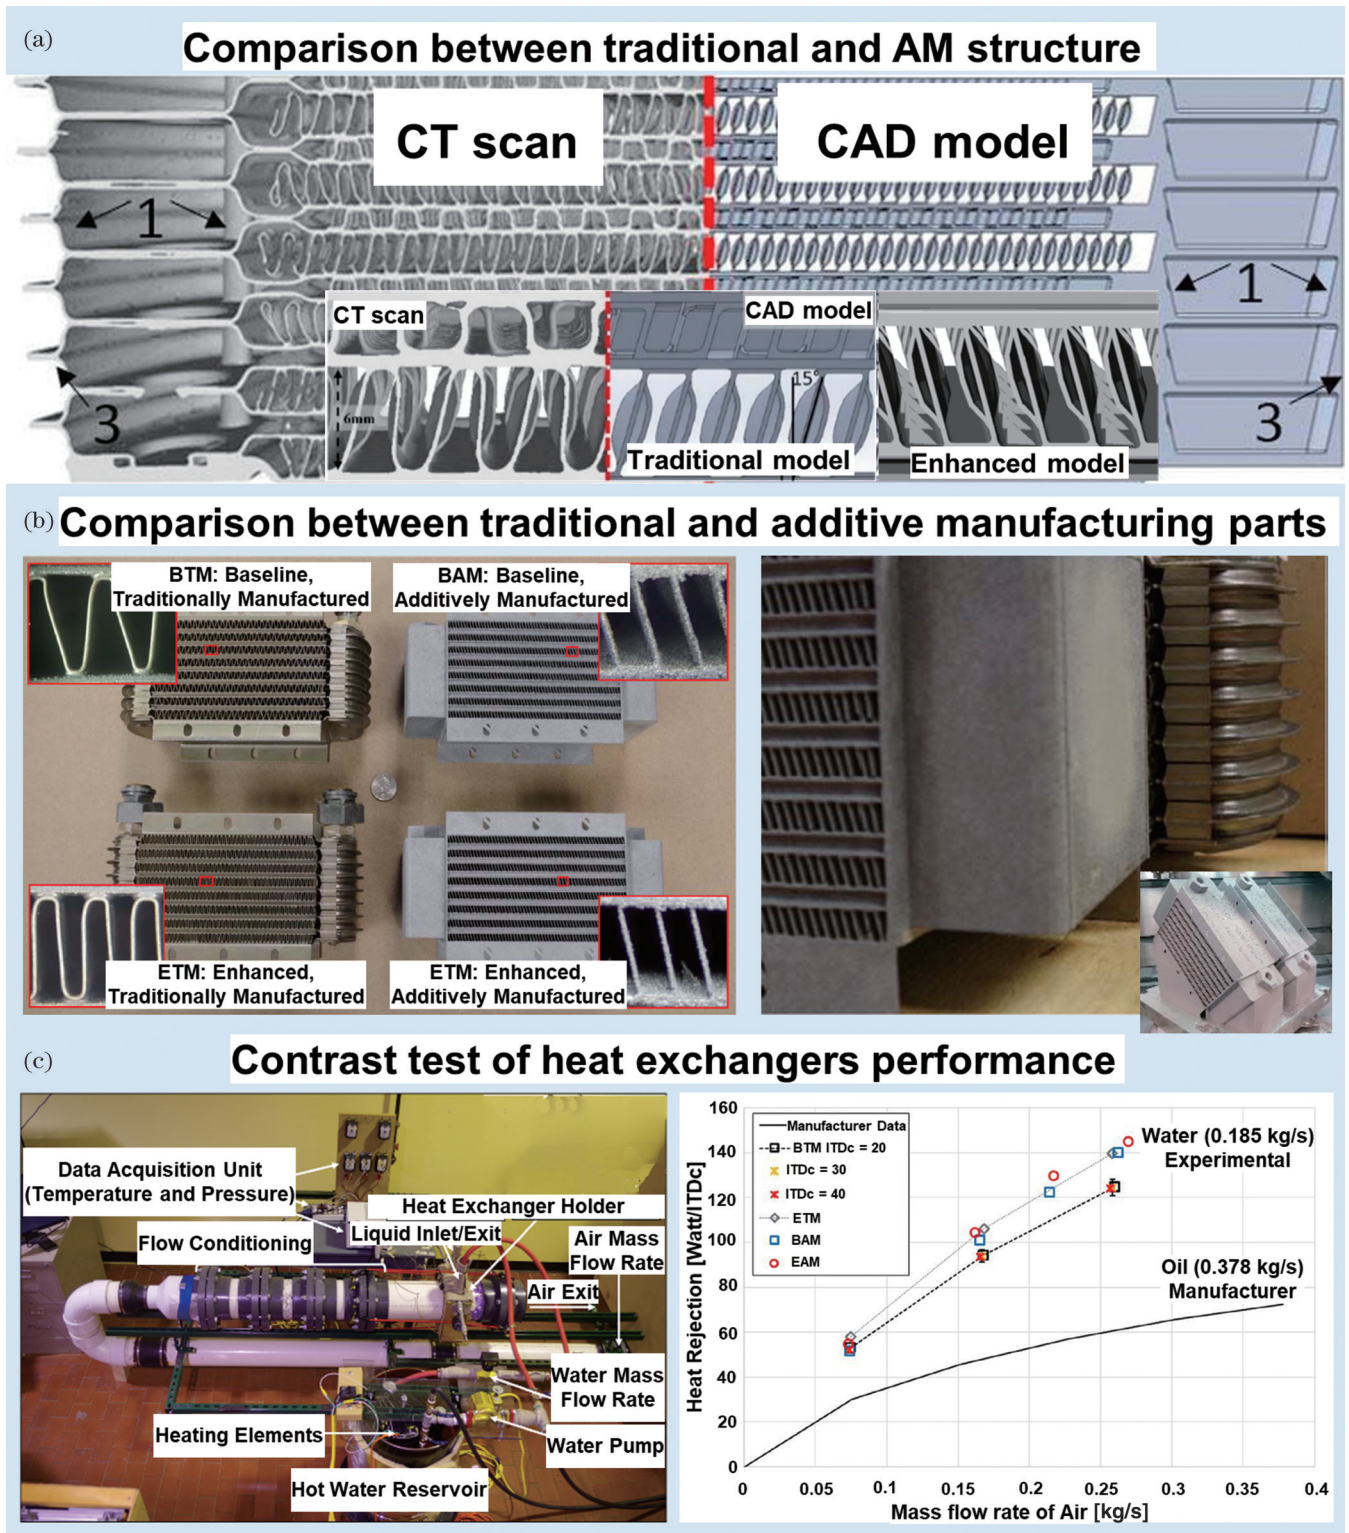 (a)
Comparison between traditional and AM structure
CT scan
CAD model
1
1
3
3
CT scan
CAD model
6mm
15°
Traditional model
Enhanced model
(b)
Comparison between traditional and additive manufacturing parts
BTM: Baseline,
Traditionally Manufactured
BAM: Baseline,
Additively Manufactured
ETM: Enhanced,
Traditionally Manufactured
ETM: Enhanced,
Additively Manufactured
(c)
Contrast test of heat exchangers performance
Data Acquisition Unit
(Temperature and Pressure)
Heat Exchanger Holder
Liquid Inlet/Exit
Flow Conditioning
Air Mass
Flow Rate
Air Exit
Water Mass
Flow Rate
Heating Elements
Water Pump
Hot Water Reservoir
Heat Rejection [Watt/ITDc]
160
140
120
100
80
60
40
20
0
Manufacturer Data
BTM ITDc = 20
ITDc = 30
ITDc = 40
ETM
BAM
EAM
Water (0.185 kg/s)
Experimental
Oil (0.378 kg/s)
Manufacturer
0
0.05
0.1
0.15
0.2
0.25
0.3
0.35
0.4
Mass flow rate of Air [kg/s]